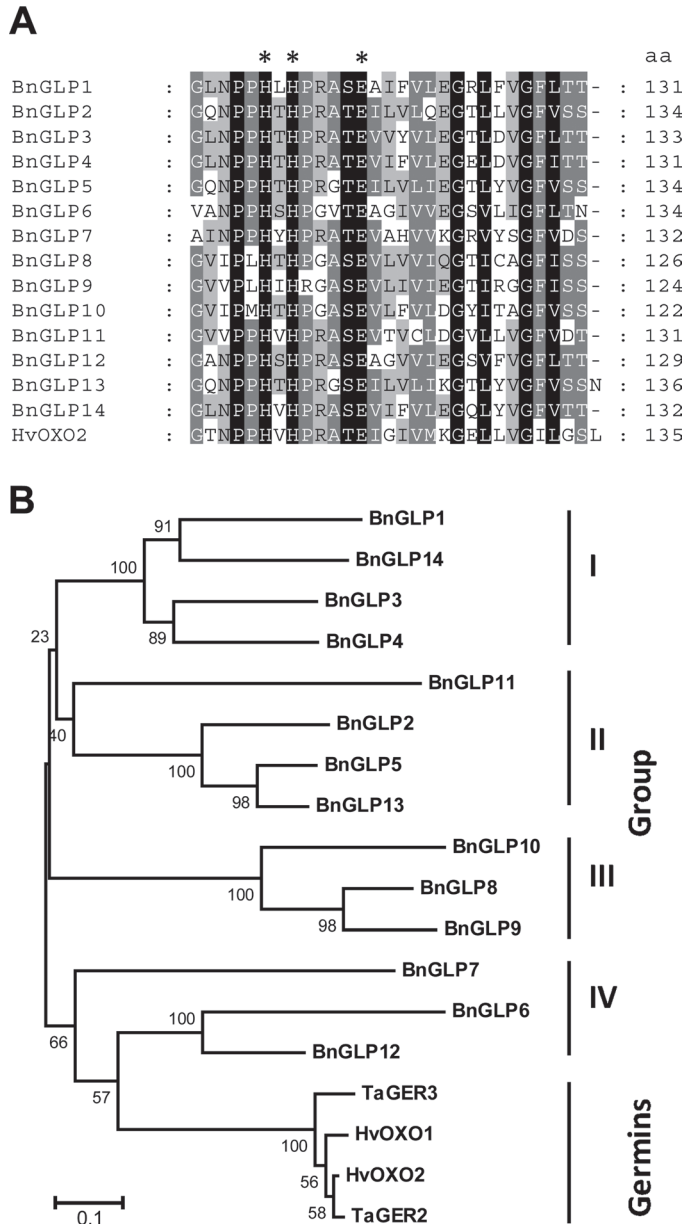 A
* * * aa
BnGLP1 : GLNPPHLHPRASEAIFVLEGRLFVGFLTT- : 131
BnGLP2 : GQNPPHTHPRATEILVLQEGTLLVGFVSS- : 134
BnGLP3 : GLNPPHTHPRATEVVYVLEGTLDVGFLTT- : 133
BnGLP4 : GLNPPHTHPRATEVIFVLEGELDVGFITT- : 131
BnGLP5 : GQNPPHTHPRGTEILVLIEGTLYVGFVSS- : 134
BnGLP6 : VANPPHSHPGVTEAGIVVEGSVLIGFLTN- : 134
BnGLP7 : AINPPHYHPRATEVAHVVKGRVYSGFVDS- : 132
BnGLP8 : GVIPLHTHPGASEVLVVIQGTICAGFISS- : 126
BnGLP9 : GVVPLHIHRGASEVLIVIEGTIRGGFISS- : 124
BnGLP10 : GVIPMHTHPGASEVLFVLDGYITAGFVSS- : 122
BnGLP11 : GVVPPHVHPRASEVTVCLDGVLLVGFVDT- : 131
BnGLP12 : GANPPHSHPRASEAGVVIEGSVFVGFLTT- : 129
BnGLP13 : GQNPPHTHPRGSEILVLIKGTLYVGFVSSN : 136
BnGLP14 : GLNPPHVHPRASEVIFVLEGQLYVGFVTT- : 132
HvOXO2 : GTNPPHVHPRATEIGIVMKGELLVGILGSL : 135
B
91 BnGLP1
BnGLP14
100 I
BnGLP3
89 BnGLP4
23
BnGLP11
40
BnGLP2
100 II
BnGLP5
98 BnGLP13
Group
BnGLP10
100 III
BnGLP8
98 BnGLP9
BnGLP7
IV
66
100 BnGLP6
BnGLP12
57
TaGER3
100
HvOXO1
56 HvOXO2
58 TaGER2
Germins
0.1